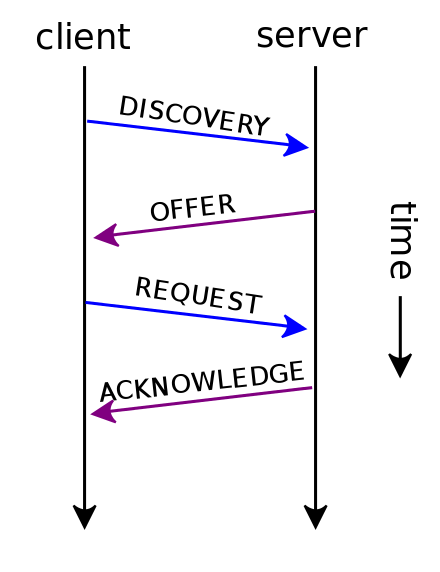 client
server
DISCOVERY
OFFER
time
REQUEST
ACKNOWLEDGE